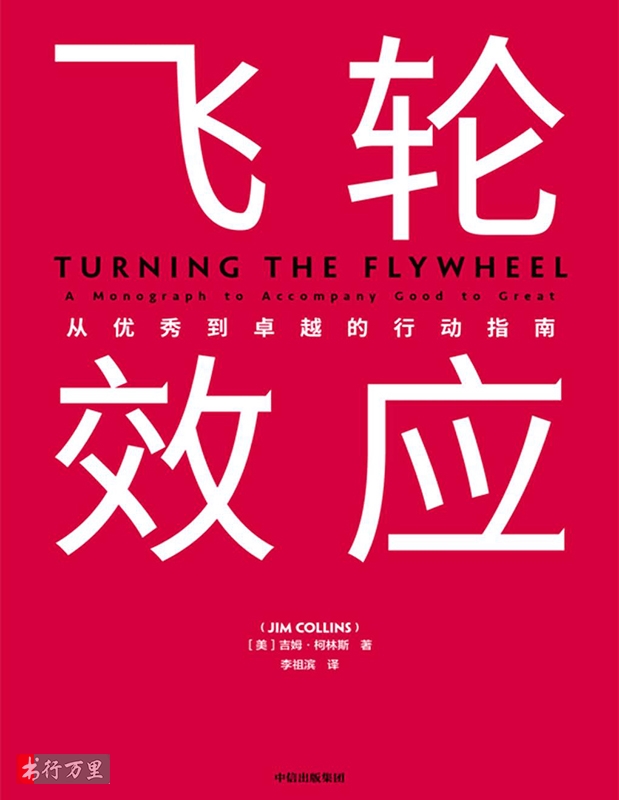 飞轮
TURNING THE FLYWHEEL
A Monograph to Accompany Good to Great
从优秀到卓越的行动指南
效应
(JIM COLLINS)
[美]吉姆·柯林斯 著
李祖滨 译
书行万里
中信出版集团